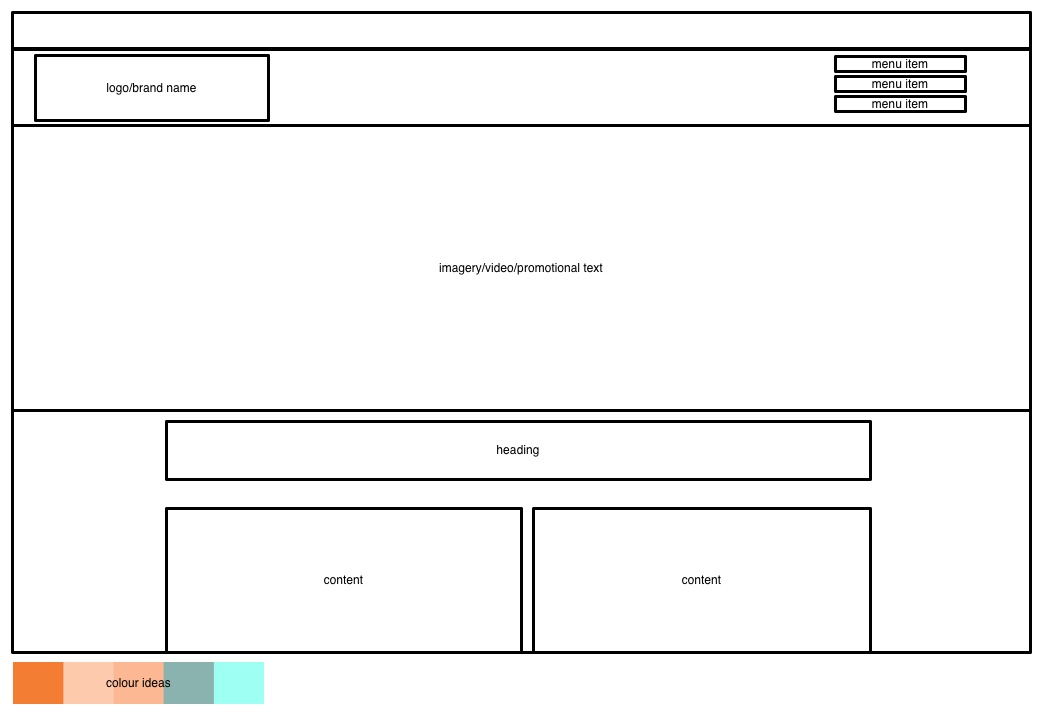 logo/brand name
menu item
menu item
menu item
imagery/video/promotional text
heading
content
content
colour ideas